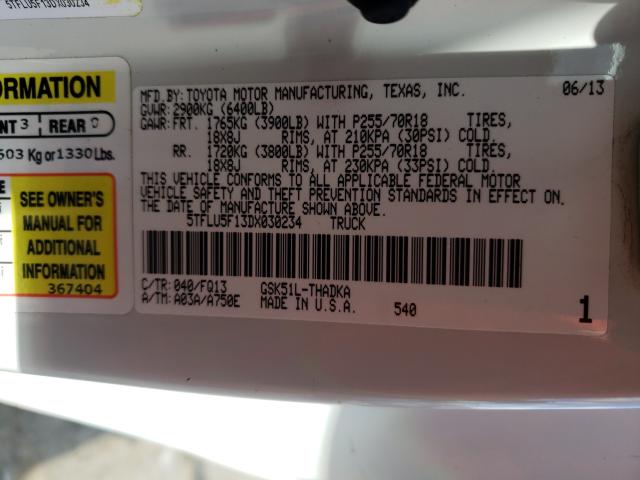 5TFLU5F13DX030234
ORMATION
NT 3 REAR 0
603 Kg or 1330 Lbs.
SEE OWNER'S
MANUAL FOR
ADDITIONAL
INFORMATION
367404
MFD. BY: TOYOTA MOTOR MANUFACTURING, TEXAS, INC. 06/13
GVWR: 2900KG (6400LB)
GAWR: FRT. 1765KG (3900LB) WITH P255/70R18 TIRES,
18X8J RIMS, AT 210KPA (30PSI) COLD.
RR. 1720KG (3800LB) WITH P255/70R18 TIRES,
18X8J RIMS, AT 230KPA (33PSI) COLD.
THIS VEHICLE CONFORMS TO ALL APPLICABLE FEDERAL MOTOR
VEHICLE SAFETY AND THEFT PREVENTION STANDARDS IN EFFECT ON
THE DATE OF MANUFACTURE SHOWN ABOVE.
5TFLU5F13DX030234 TRUCK
C/TR: 040/FQ13 GSK51L-THADKA
A/TM: A03A/A750E MADE IN U.S.A. 540 1